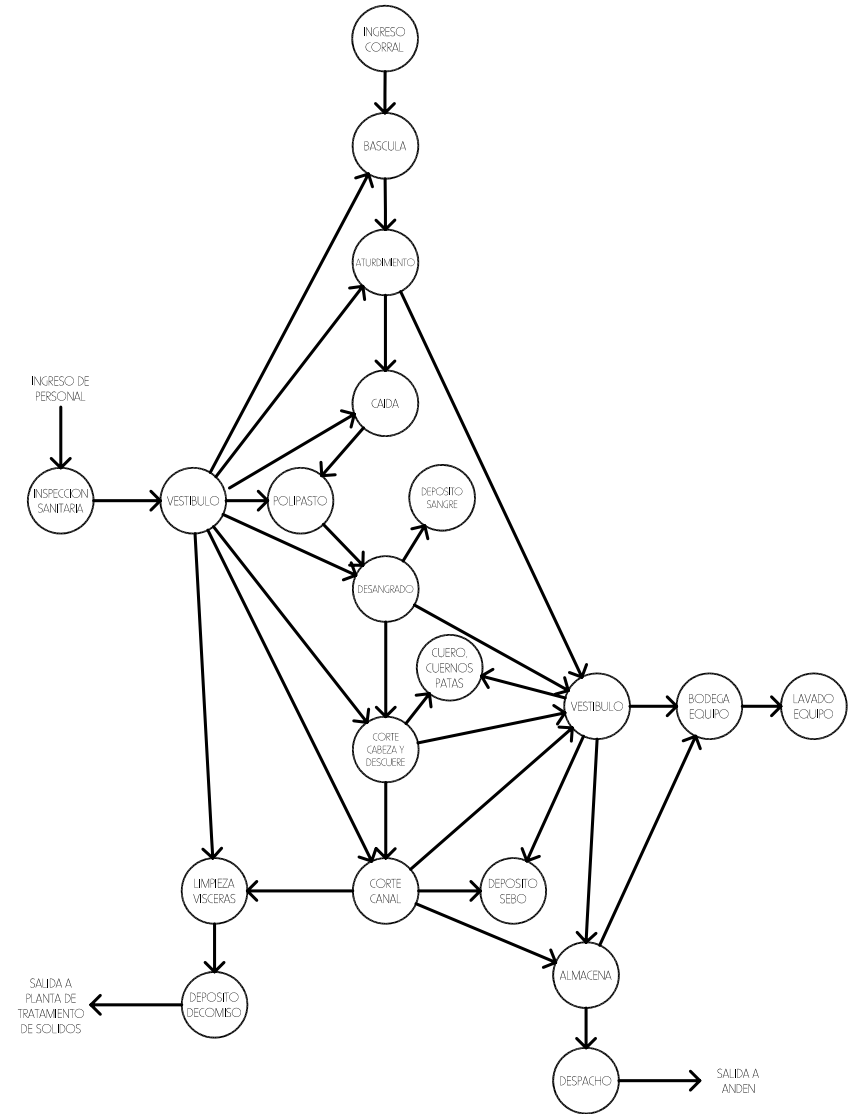 INGRESO
CORRAL
BASCULA
ATURDIMIENTO
INGRESO DE
PERSONAL
CAIDA
INSPECCION
SANITARIA
VESTIBULO
POLIPASTO
DEPOSITO
SANGRE
DESANGRADO
CUERO,
CUERNOS
PATAS
VESTIBULO
BODEGA
EQUIPO
LAVADO
EQUIPO
CORTE
CABEZA Y
DESCUERE
LIMPIEZA
VISCERAS
CORTE
CANAL
DEPOSITO
SEBO
ALMACENA
SALIDA A
PLANTA DE
TRATAMIENTO
DE SOLIDOS
DEPOSITO
DECOMISO
DESPACHO
SALIDA A
ANDEN